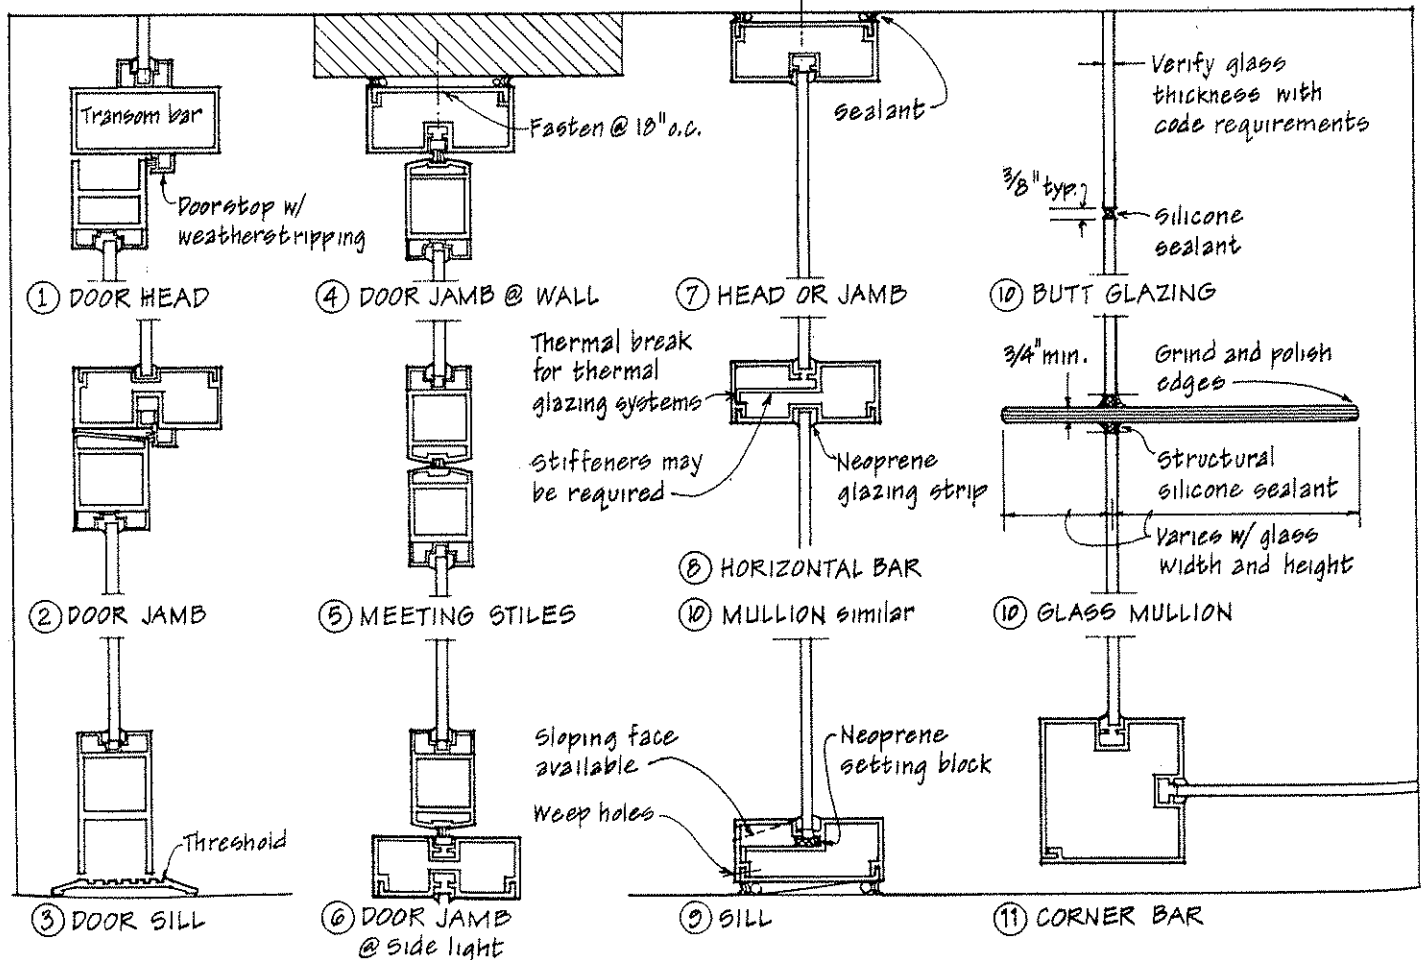 Transom bar
Doorstop w/
weatherstripping
① DOOR HEAD
② DOOR JAMB
Threshold
③ DOOR SILL
Fasten @ 18" o.c.
④ DOOR JAMB @ WALL
⑤ MEETING STILES
⑥ DOOR JAMB
@ Side light
Sealant
⑦ HEAD OR JAMB
Thermal break
for thermal
glazing systems
Stiffeners may
be required
Neoprene
glazing strip
⑧ HORIZONTAL BAR
⑩ MULLION similar
Sloping face
available
Weep holes
Neoprene
setting block
⑨ SILL
Verify glass
thickness with
code requirements
3/8" typ.
Silicone
sealant
⑩ BUTT GLAZING
3/4" min.
Grind and polish
edges
Structural
silicone sealant
Varies w/ glass
width and height
⑩ GLASS MULLION
⑪ CORNER BAR